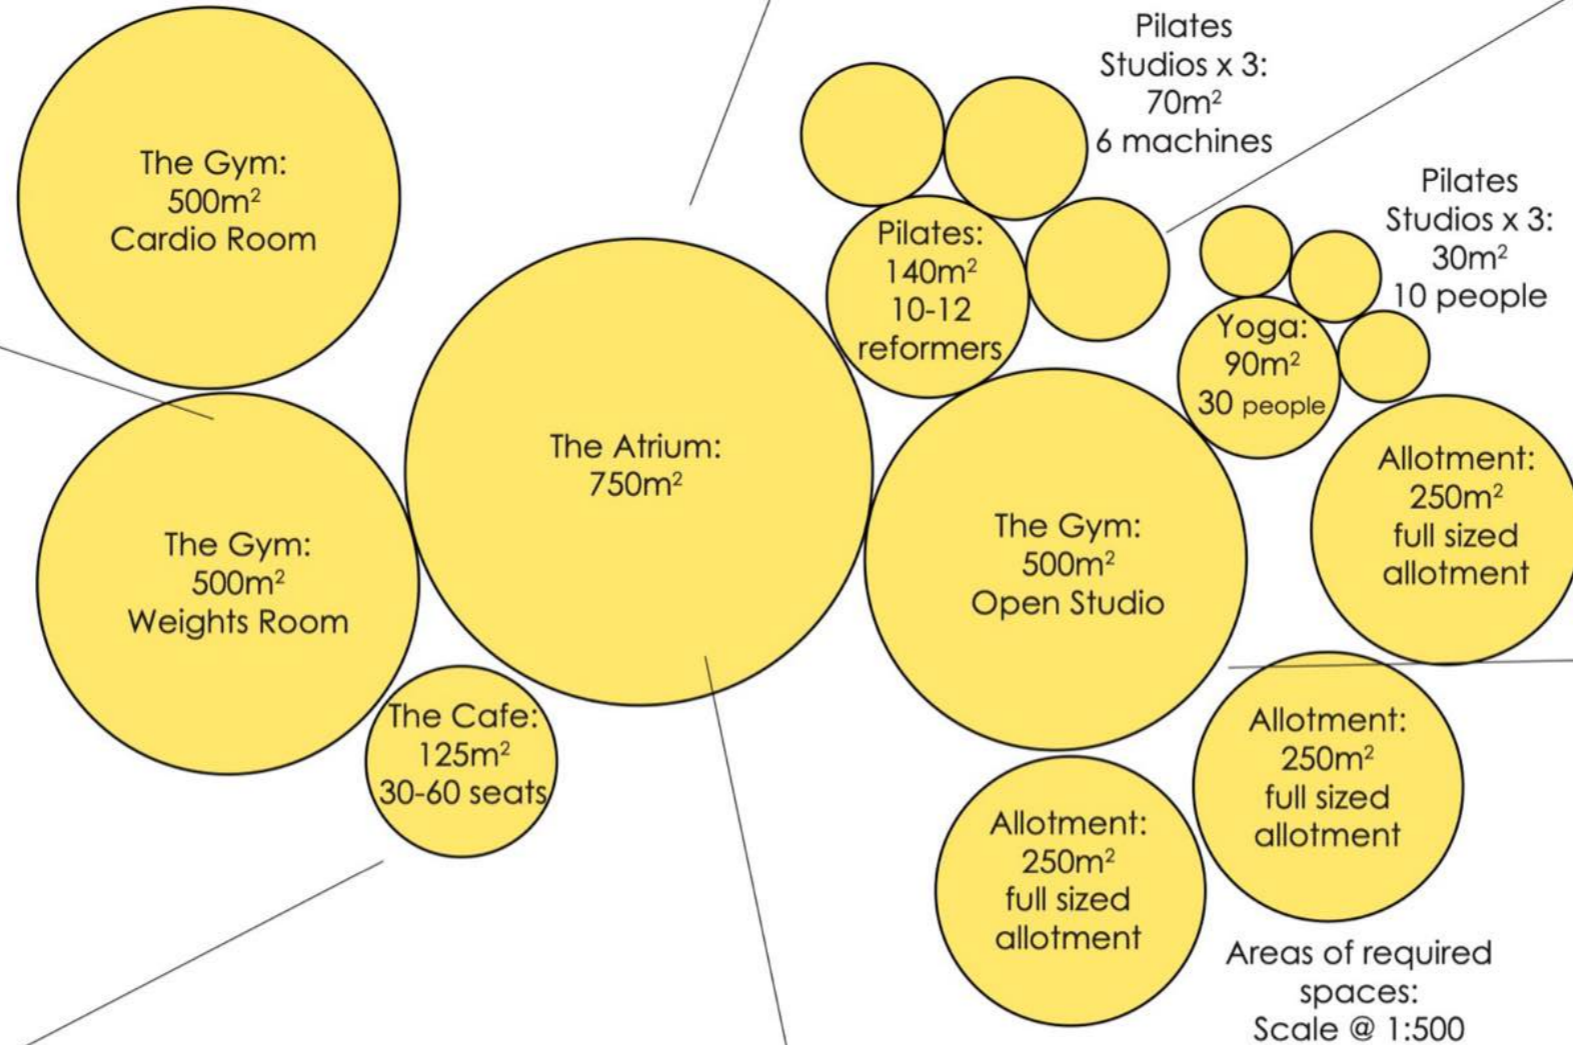 The Gym:
500m²
Cardio Room
The Gym:
500m²
Weights Room
The Atrium:
750m²
The Cafe:
125m²
30-60 seats
Pilates
Studios x 3:
70m²
6 machines
Pilates:
140m²
10-12
reformers
Pilates
Studios x 3:
30m²
10 people
Yoga:
90m²
30 people
The Gym:
500m²
Open Studio
Allotment:
250m²
full sized
allotment
Allotment:
250m²
full sized
allotment
Allotment:
250m²
full sized
allotment
Areas of required
spaces:
Scale @ 1:500